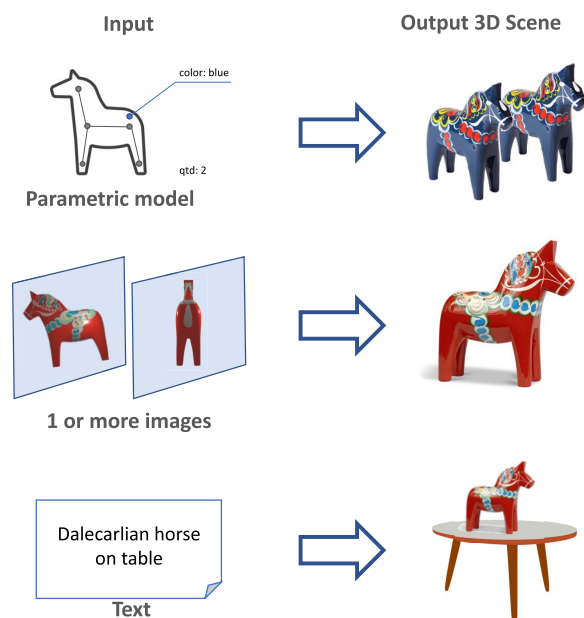 Input
Output 3D Scene
color: blue
qtd: 2
Parametric model
1 or more images
Dalecarlian horse
on table
Text